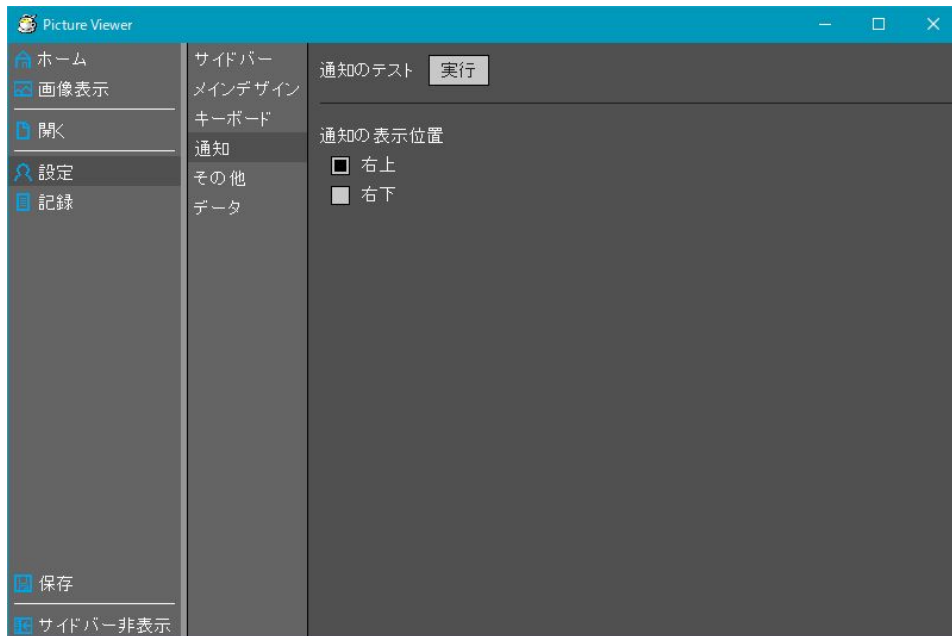 Picture Viewer
ホーム
画像表示
開く
設定
記録
保存
サイドバー非表示
サイドバー
メインデザイン
キーボード
通知
その他
データ
通知のテスト 実行
通知の表示位置
右上
右下